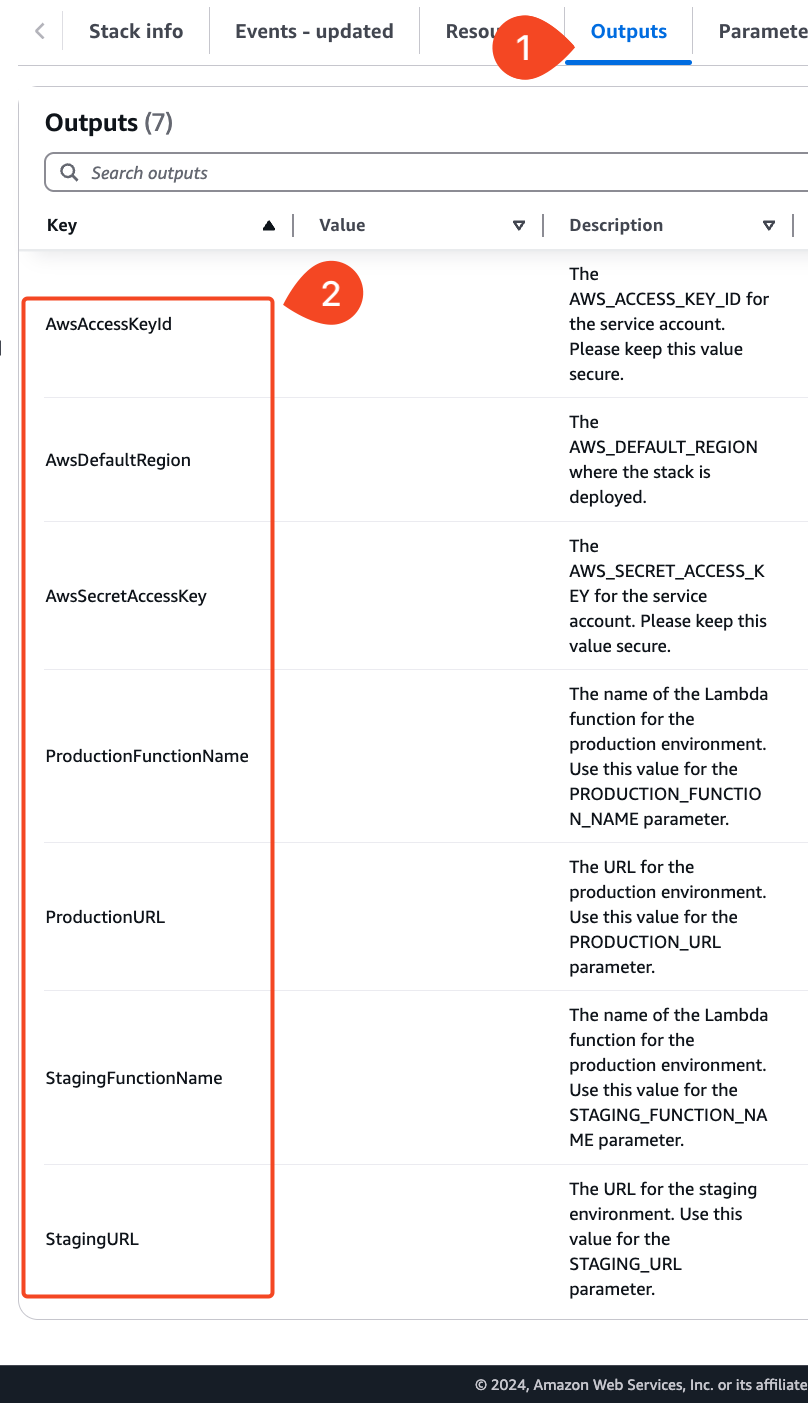 Stack info
Events - updated
Resou
1
Outputs
Paramete
Outputs (7)
Search outputs
Key
Value
Description
2
AwsAccessKeyId
The
AWS_ACCESS_KEY_ID for
the service account.
Please keep this value
secure.
AwsDefaultRegion
The
AWS_DEFAULT_REGION
where the stack is
deployed.
AwsSecretAccessKey
The
AWS_SECRET_ACCESS_K
EY for the service
account. Please keep this
value secure.
ProductionFunctionName
The name of the Lambda
function for the
production environment.
Use this value for the
PRODUCTION_FUNCTIO
N_NAME parameter.
ProductionURL
The URL for the
production environment.
Use this value for the
PRODUCTION_URL
parameter.
StagingFunctionName
The name of the Lambda
function for the
production environment.
Use this value for the
STAGING_FUNCTION_NA
ME parameter.
StagingURL
The URL for the staging
environment. Use this
value for the
STAGING_URL
parameter.
© 2024, Amazon Web Services, Inc. or its affiliate